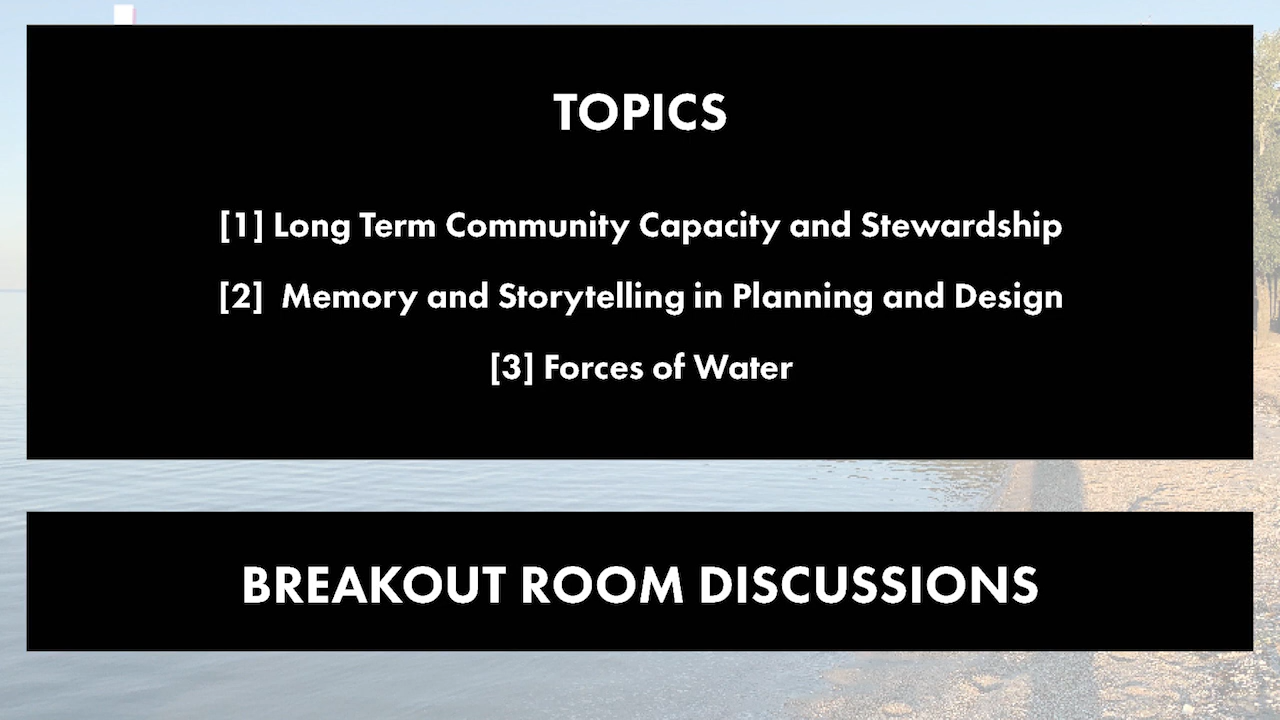 TOPICS
[1] Long Term Community Capacity and Stewardship
[2] Memory and Storytelling in Planning and Design
[3] Forces of Water
BREAKOUT ROOM DISCUSSIONS